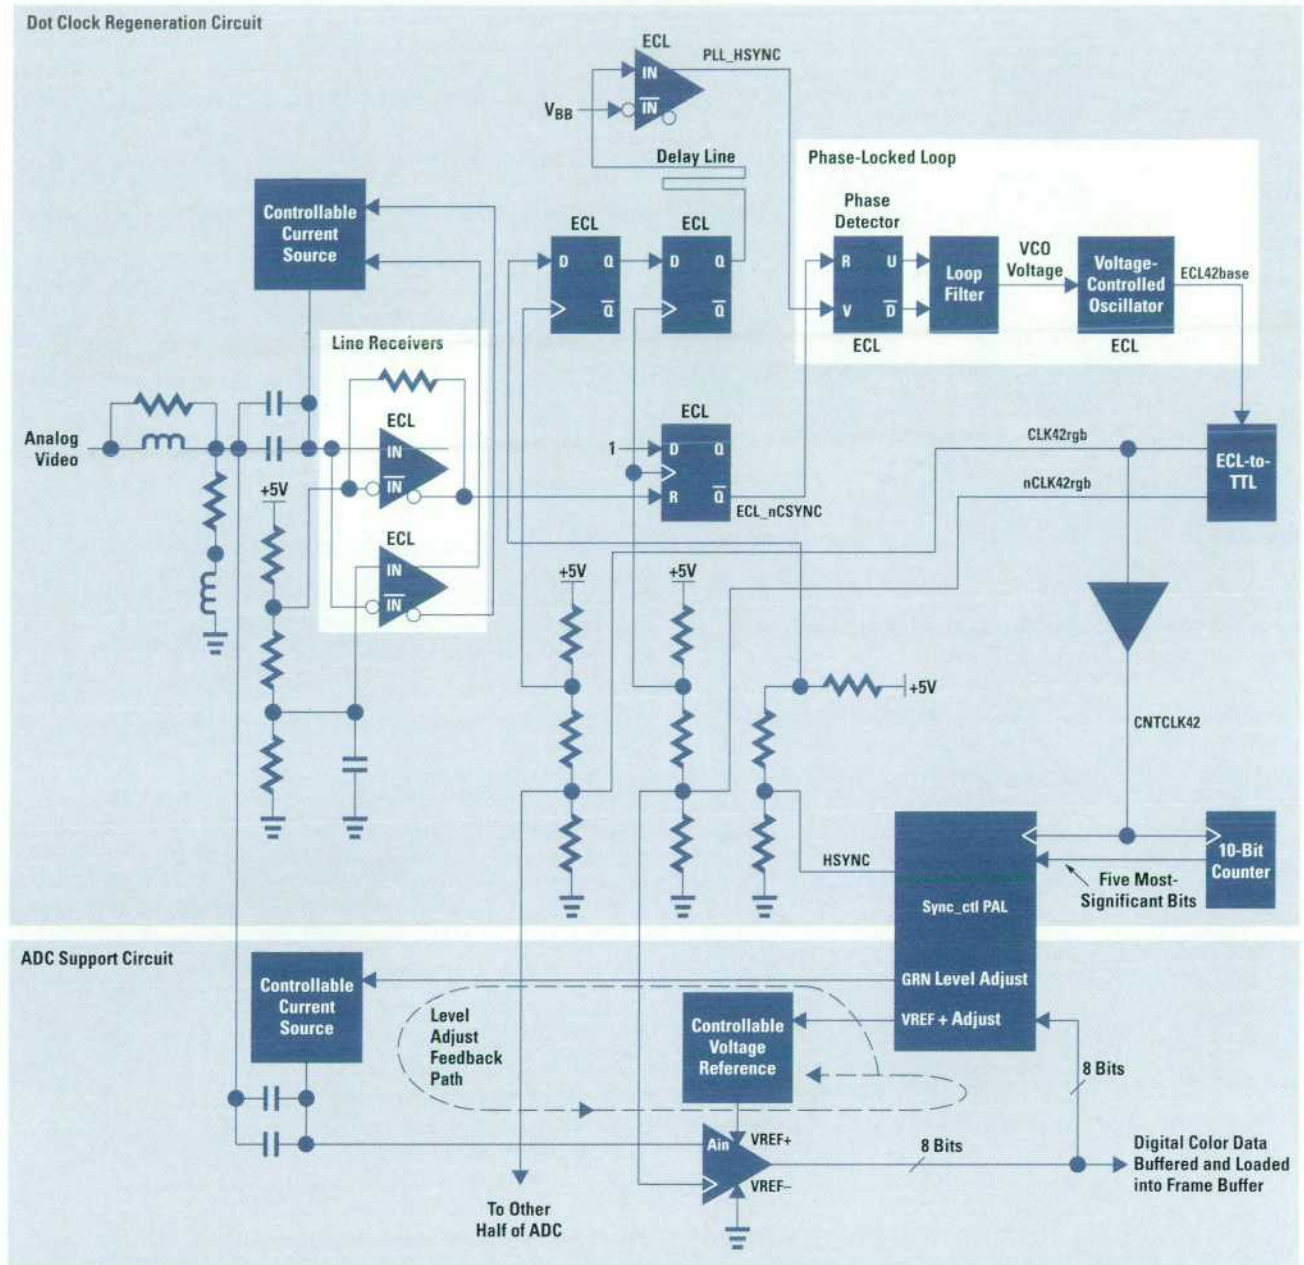 Dot Clock Regeneration Circuit
ECL
IN
IN
PLL_HSYNC
VBB
Delay Line
Phase-Locked Loop
Controllable
Current
Source
ECL
D Q
Q
ECL
D Q
Q
Phase
Detector
R U
V D
ECL
Loop
Filter
VCO
Voltage
Voltage-
Controlled
Oscillator
ECL
ECL42base
Line Receivers
ECL
IN
IN
ECL
IN
IN
Analog
Video
+5V
ECL
1
D Q
R Q
ECL_nCSYNC
CLK42rgb
nCLK42rgb
ECL-to-
TTL
+5V
+5V
+5V
CNTCLK42
HSYNC
Sync_ctl PAL
GRN Level Adjust
VREF + Adjust
10-Bit
Counter
Five Most-
Significant Bits
ADC Support Circuit
Controllable
Current
Source
Level
Adjust
Feedback
Path
Controllable
Voltage
Reference
8 Bits
Ain
VREF+
VREF–
8 Bits
To Other
Half of ADC
Digital Color Data
Buffered and Loaded
into Frame Buffer